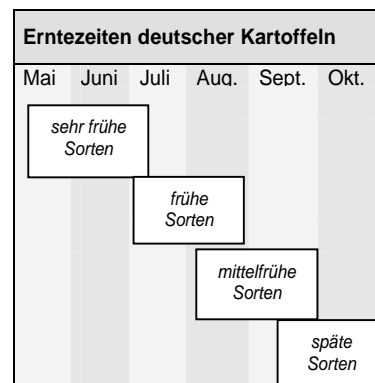 Erntezeiten deutscher Kartoffeln
Mai Juni Juli Aug. Sept. Okt.
sehr frühe
Sorten
frühe
Sorten
mittelfrühe
Sorten
späte
Sorten